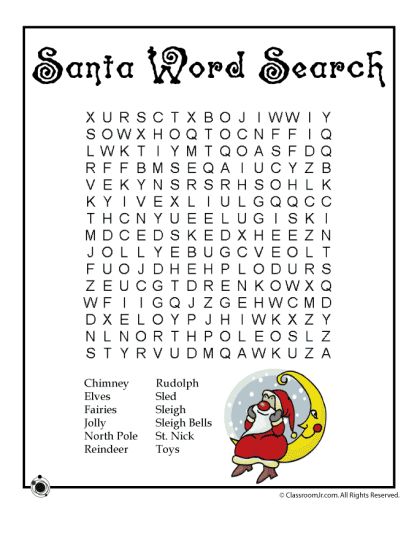 Santa Word Search
X U R S C T X B O J I W W I Y
S O W X H O Q T O C N F F I Q
L W K T I Y M T Q O A S F D Q
R F F B M S E Q A I U C Y Z B
V E K Y N S R S R H S O H L K
K Y I V E X L I U L G Q Q C C
T H C N Y U E E L U G I S K I
M D C E D S K E D X H E E Z N
J O L L Y E B U G C V E O L T
F U O J D H E H P L O D U R S
Z E U C G T D R E N K O W X Q
W F I I G Q J Z G E H W C M D
D X E L O Y P J H I W K X Z Y
N L N O R T H P O L E O S L Z
S T Y R V U D M Q A W K U Z A
Chimney Rudolph
Elves Sled
Fairies Sleigh
Jolly Sleigh Bells
North Pole St. Nick
Reindeer Toys
© ClassroomJr.com. All Rights Reserved.